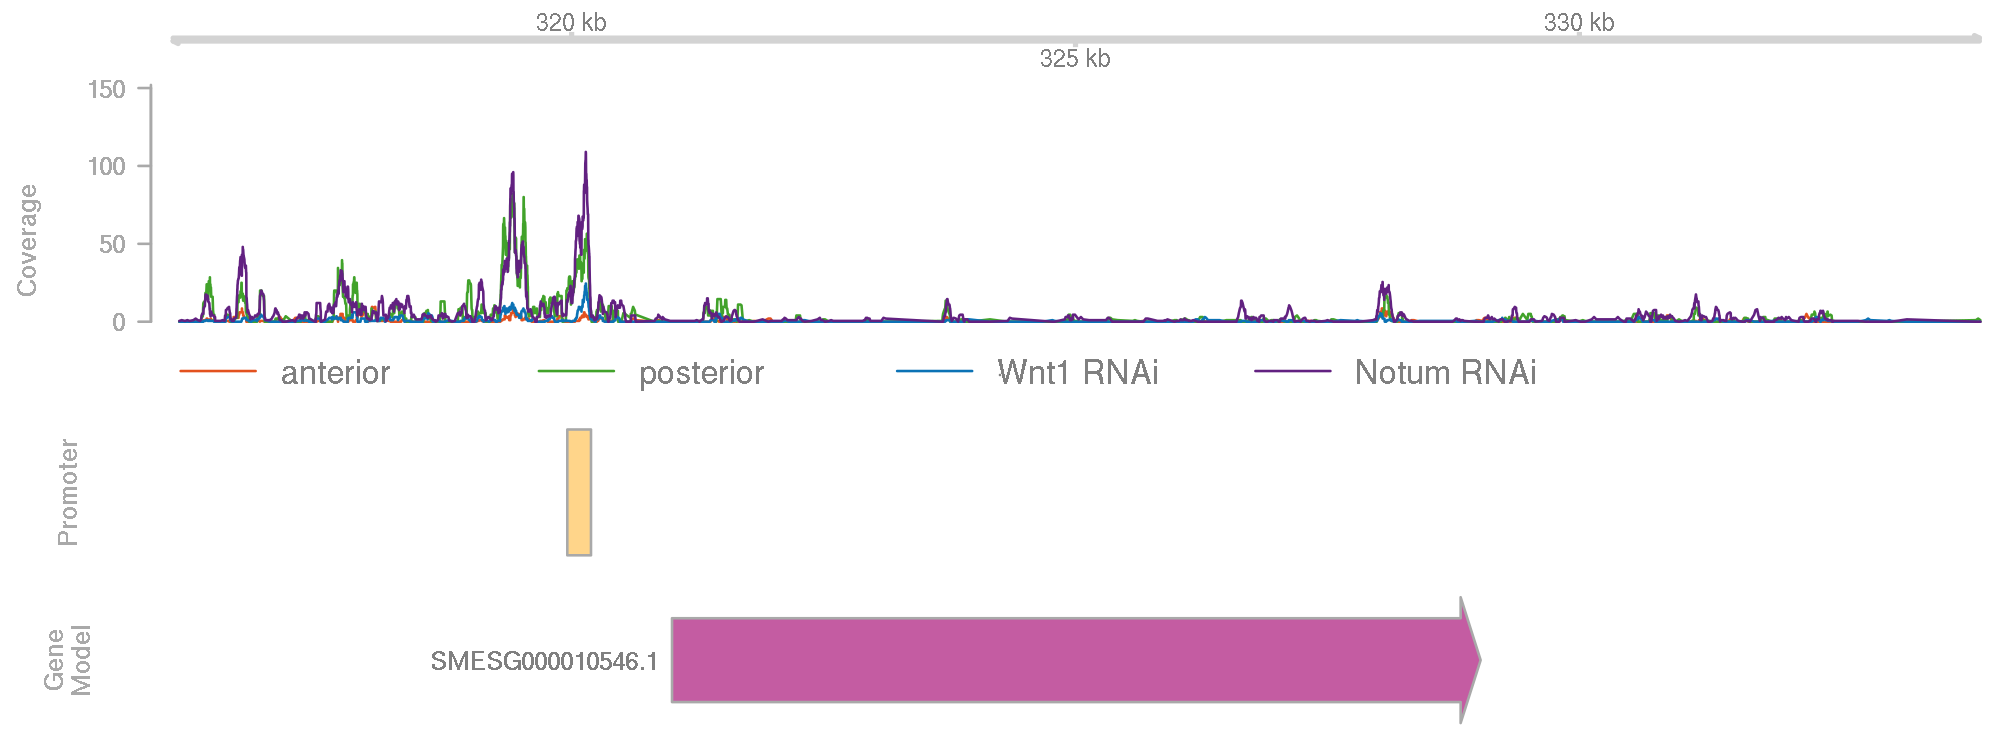 320 kb
330 kb
325 kb
150
100
50
0
Coverage
anterior
posterior
Wnt1 RNAi
Notum RNAi
Promoter
Gene
Model
SMESG000010546.1